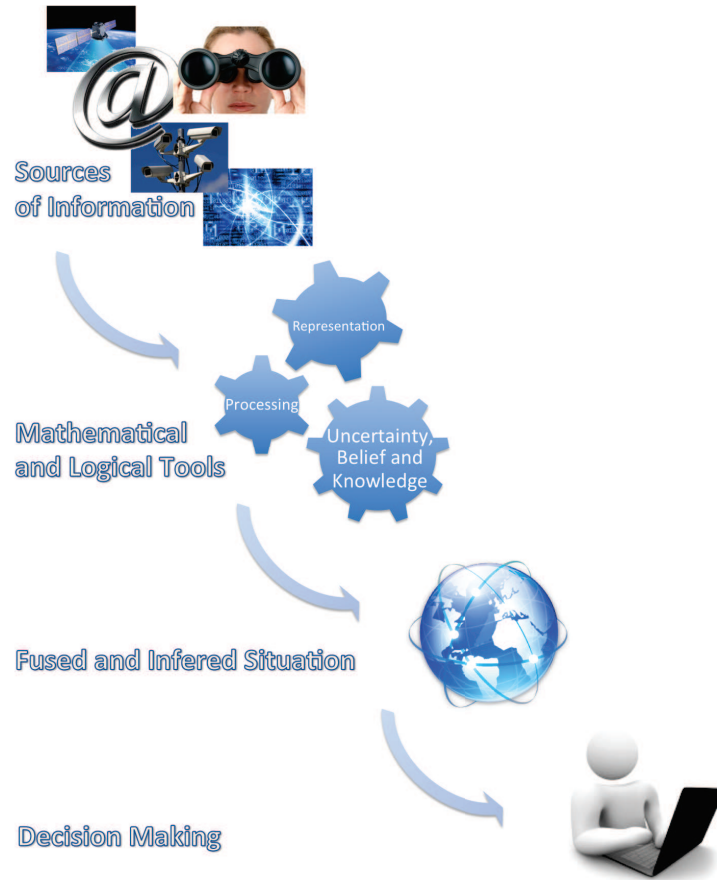 @
Sources
of Information
Representation
Processing
Uncertainty,
Belief and
Knowledge
Mathematical
and Logical Tools
Fused and Infered Situation
Decision Making